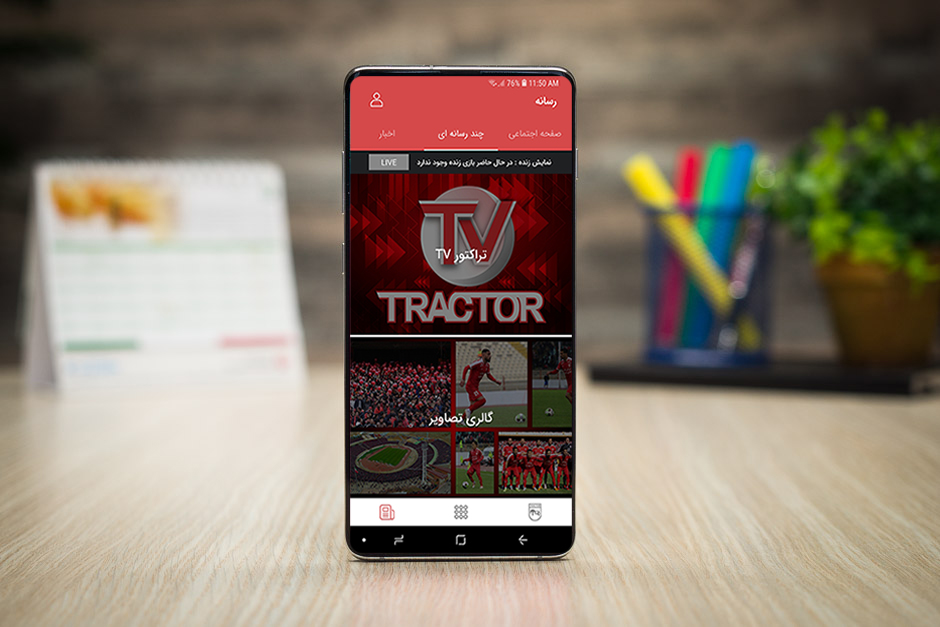 76% 11:50 AM
رسانه
صفحه اجتماعی چند رسانه ای اخبار
نمایش زنده : در حال حاضر بازی زنده وجود ندارد LIVE
TV
تراکتور TV
TRACTOR
گالری تصاویر